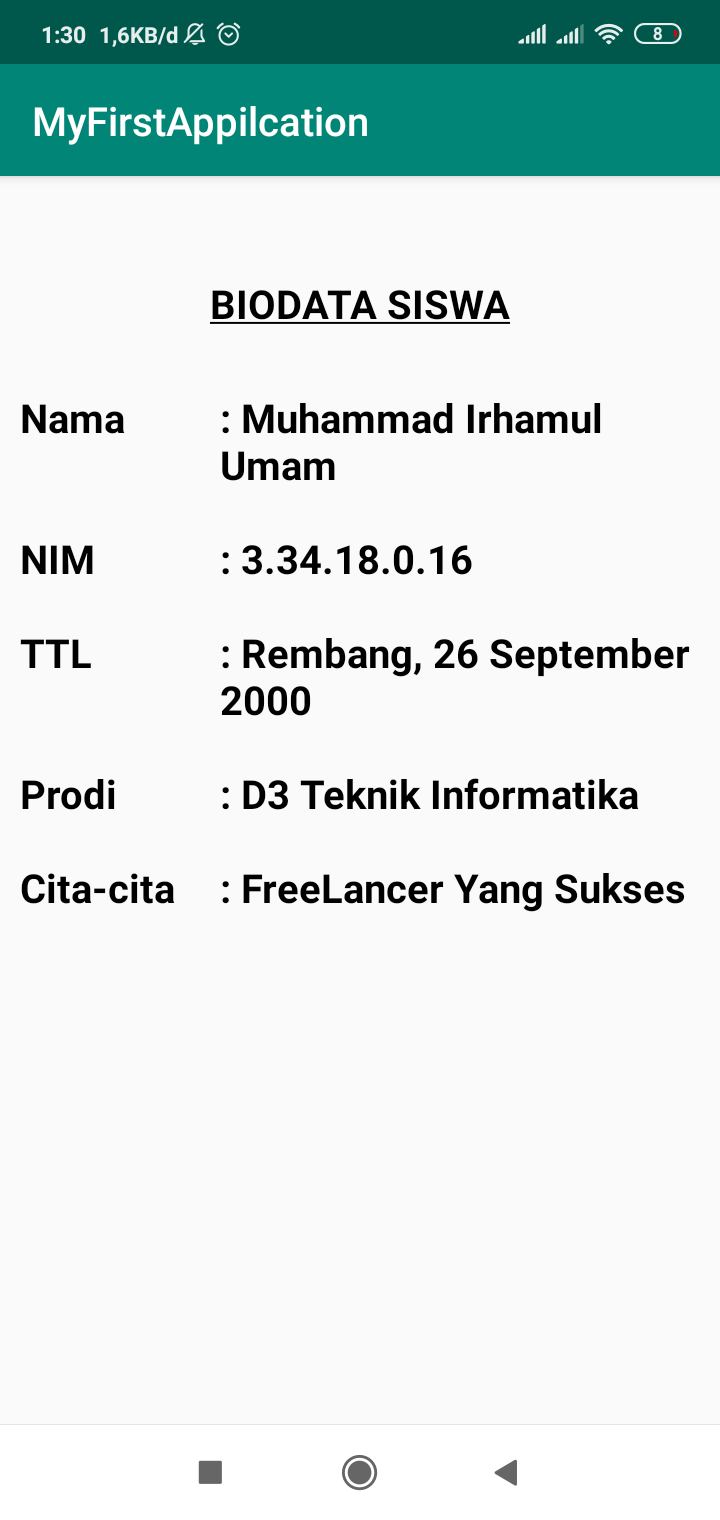 1:30 1,6KB/d 8
MyFirstAppilcation
BIODATA SISWA
Nama : Muhammad Irhamul
Umam
NIM : 3.34.18.0.16
TTL : Rembang, 26 September
2000
Prodi : D3 Teknik Informatika
Cita-cita : FreeLancer Yang Sukses